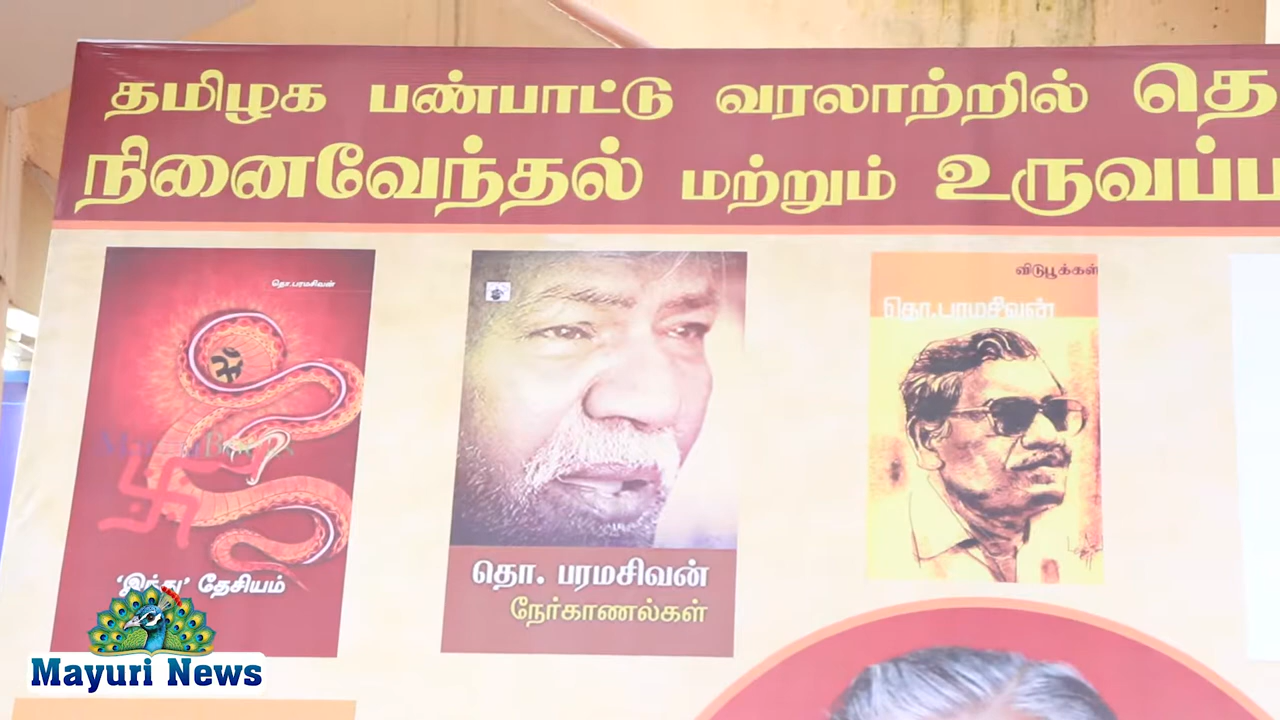 தமிழக பண்பாட்டு வரலாற்றில் தொ
நினைவேந்தல் மற்றும் உருவப்ப
தொ.பரமசிவன்
'இந்து' தேசியம்
தொ. பரமசிவன்
நேர்காணல்கள்
விடுபூக்கள்
தொ.பரமசிவன்
Mayuri News